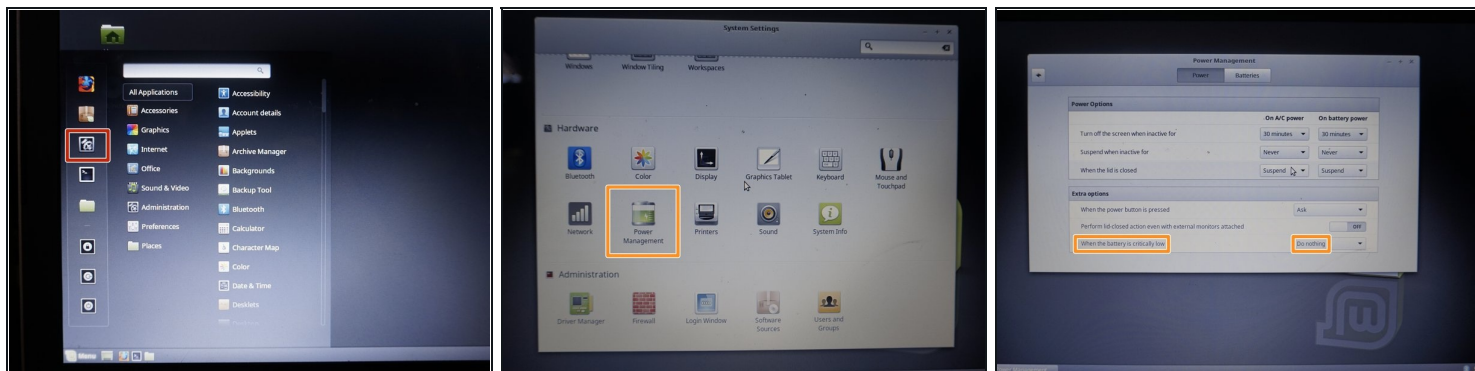 All Applications
Accessories
Graphics
Internet
Office
Sound & Video
Administration
Preferences
Places
Accessibility
Account details
Applets
Archive Manager
Backgrounds
Backup Tool
Bluetooth
Calculator
Character Map
Color
Date & Time
Desklets
Menu
System Settings
Windows
Window Tiling
Workspaces
Hardware
Bluetooth
Color
Display
Graphics Tablet
Keyboard
Mouse and
Touchpad
Network
Power
Management
Printers
Sound
System Info
Administration
Driver Manager
Firewall
Login Window
Software
Sources
Users and
Groups
Power Management
Power Batteries
Power Options
On A/C power On battery power
Turn off the screen when inactive for 30 minutes 30 minutes
Suspend when inactive for Never Never
When the lid is closed Suspend Suspend
Extra options
When the power button is pressed Ask
Perform lid-closed action even with external monitors attached OFF
When the battery is critically low Do nothing